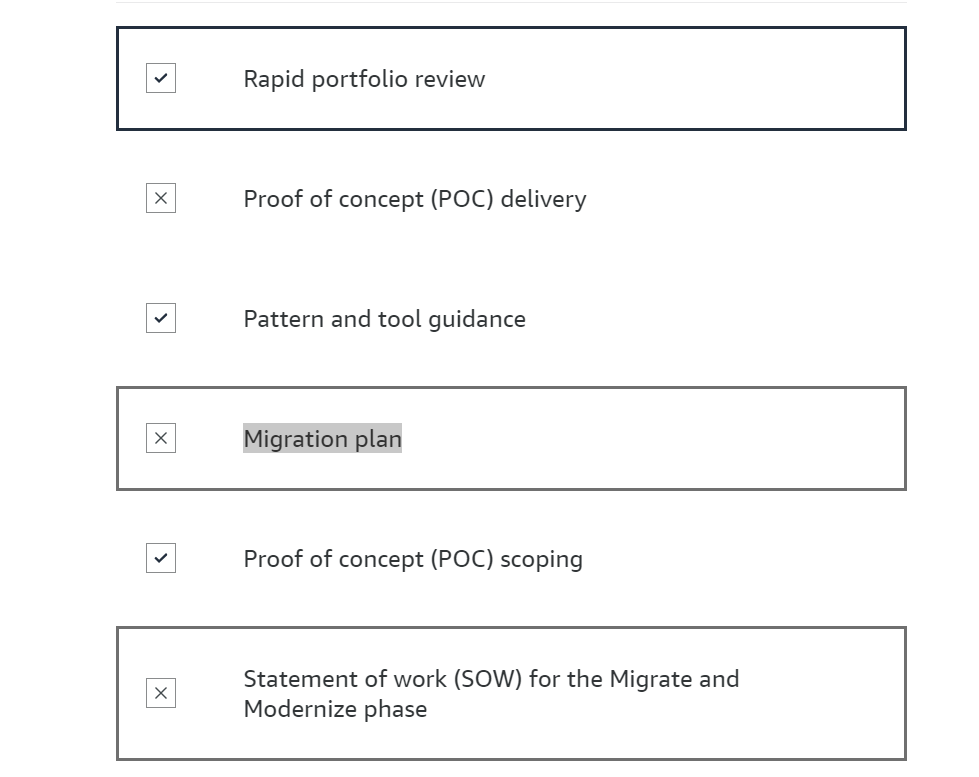 Rapid portfolio review
Proof of concept (POC) delivery
Pattern and tool guidance
Migration plan
Proof of concept (POC) scoping
Statement of work (SOW) for the Migrate and
Modernize phase